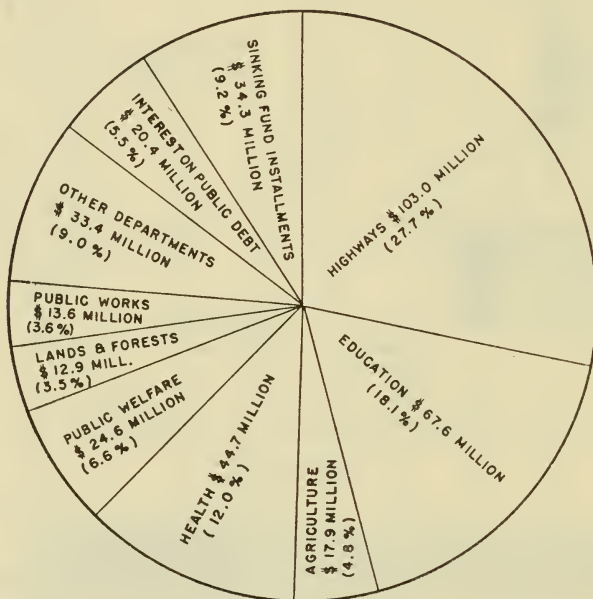 HIGHWAYS $103.0 MILLION
(27.7%)
EDUCATION $67.6 MILLION
(18.1%)
AGRICULTURE
$17.9 MILLION
(4.8%)
HEALTH $44.7 MILLION
(12.0%)
PUBLIC WELFARE
$24.6 MILLION
(6.6%)
LANDS & FORESTS
$12.9 MILL.
(3.5%)
PUBLIC WORKS
$13.6 MILLION
(3.6%)
OTHER DEPARTMENTS
$33.4 MILLION
(9.0%)
INTEREST ON PUBLIC DEBT
$20.4 MILLION
(5.5%)
SINKING FUND INSTALLMENTS
$34.3 MILLION
(9.2%)